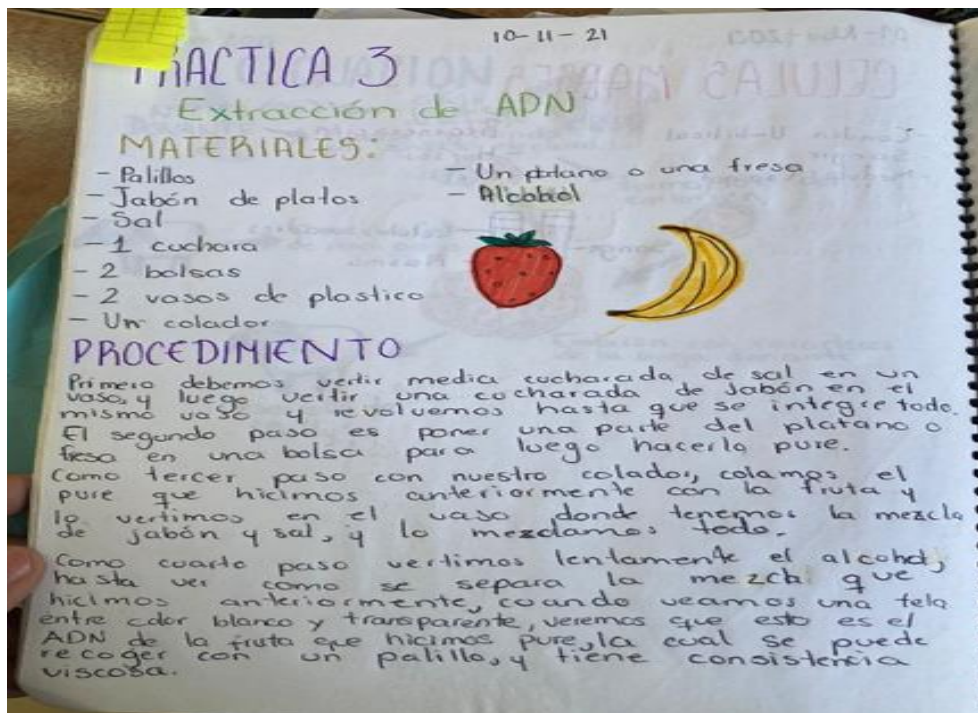 10-11-21
PRACTICA 3
Extracción de ADN
MATERIALES:
- Palillos
- Jabón de platos
- Sal
- 1 cuchara
- 2 bolsas
- 2 vasos de plastico
- Un colador
- Un platano o una fresa
- Alcohol
PROCEDIMIENTO
Primero debemos vertir media cucharada de sal en un
vaso, y luego vertir una cucharada de Jabón en el
mismo vaso y revolvemos hasta que se integre todo.
El segundo paso es poner una parte del platano o
fresa en una bolsa para luego hacerlo pure.
Como tercer paso con nuestro colador, colamos el
pure que hicimos anteriormente con la fruta y
lo vertimos en el vaso donde tenemos la mezcla
de jabón y sal, y lo mezclamos todo.
Como cuarto paso vertimos lentamente el alcohol,
hasta ver como se separa la mezcla que
hicimos anteriormente, cuando veamos una tela
entre color blanco y transparente, veremos que esto es el
ADN de la fruta que hicimos pure, la cual se puede
recoger con un palillo, y tiene consistencia
viscosa.